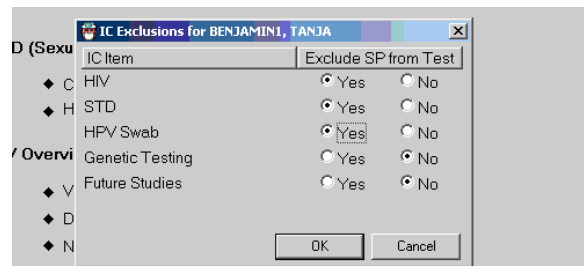 IC Exclusions for BENJAMIN1, TANJA
D (Sexu
IC Item Exclude SP from Test
C HIV Yes No
H STD Yes No
HPV Swab Yes No
/ Overvi
Genetic Testing Yes No
V Future Studies Yes No
D
N OK Cancel